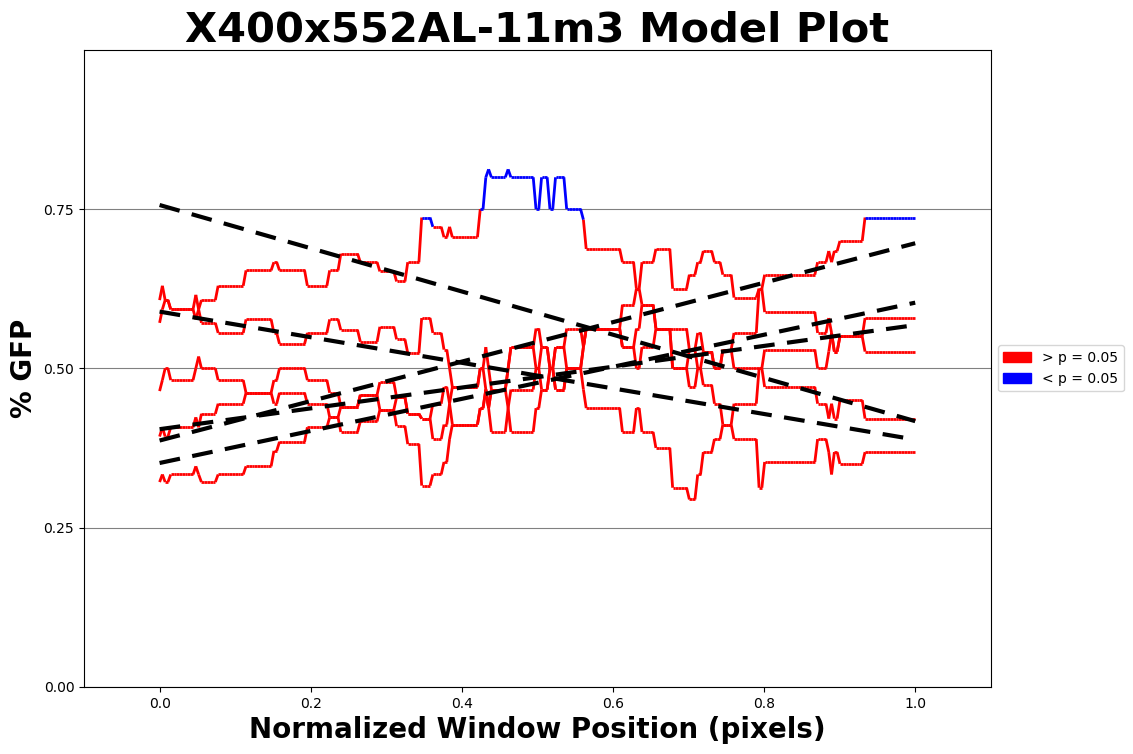 X400x552AL-11m3 Model Plot
% GFP
0.75
0.50
0.25
0.00
0.0 0.2 0.4 0.6 0.8 1.0
Normalized Window Position (pixels)
> p = 0.05
< p = 0.05